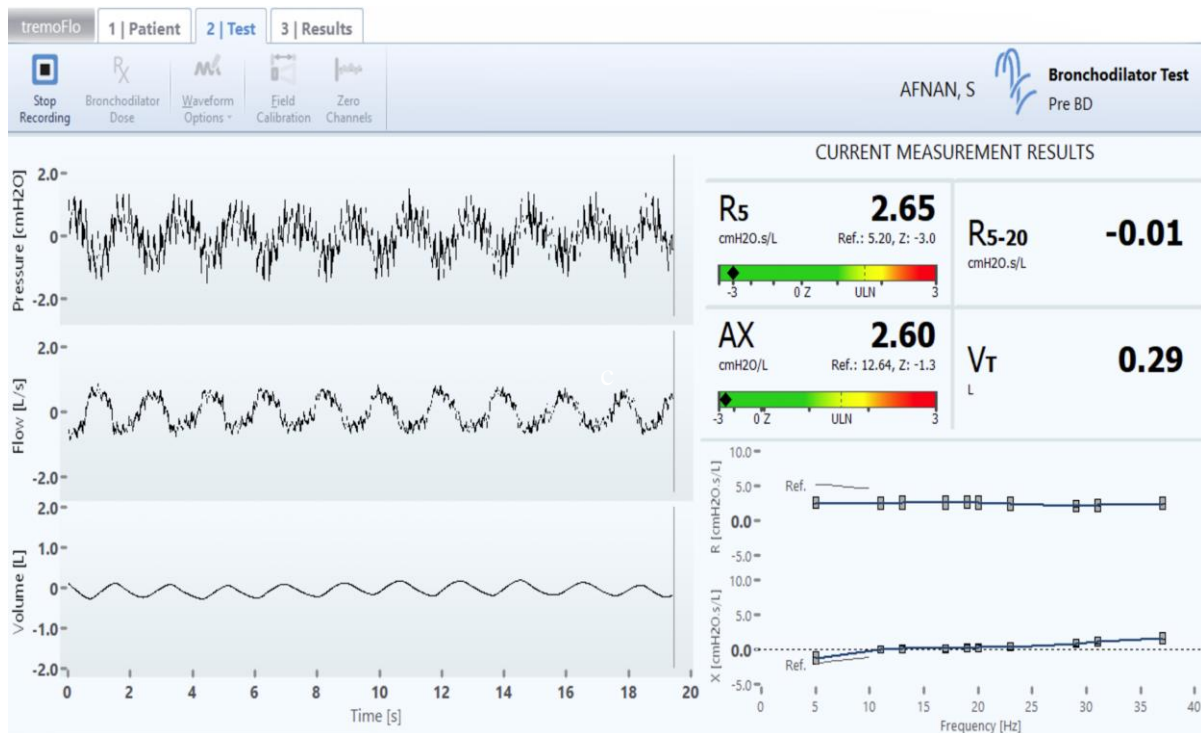 tremoFlo 1 | Patient 2 | Test 3 | Results
Stop Recording
Rx Bronchodilator Dose
Waveform Options
Field Calibration
Zero Channels
AFNAN, S
Bronchodilator Test
Pre BD
Pressure [cmH2O]
2.0
0
-2.0
Flow [L/s]
2.0
0
-2.0
Volume [L]
2.0
1.0
0
-1.0
-2.0
0 2 4 6 8 10 12 14 16 18 20
Time [s]
c
CURRENT MEASUREMENT RESULTS
R5 2.65
cmH2O.s/L Ref.: 5.20, Z: -3.0
-3 0 Z ULN 3
R5-20 -0.01
cmH2O.s/L
AX 2.60
cmH2O/L Ref.: 12.64, Z: -1.3
-3 0 Z ULN 3
VT 0.29
L
R [cmH2O.s/L]
10.0
5.0
0.0
-5.0
Ref.
X [cmH2O.s/L]
10.0
5.0
0.0
-5.0
Ref.
0 5 10 15 20 25 30 35 40
Frequency [Hz]